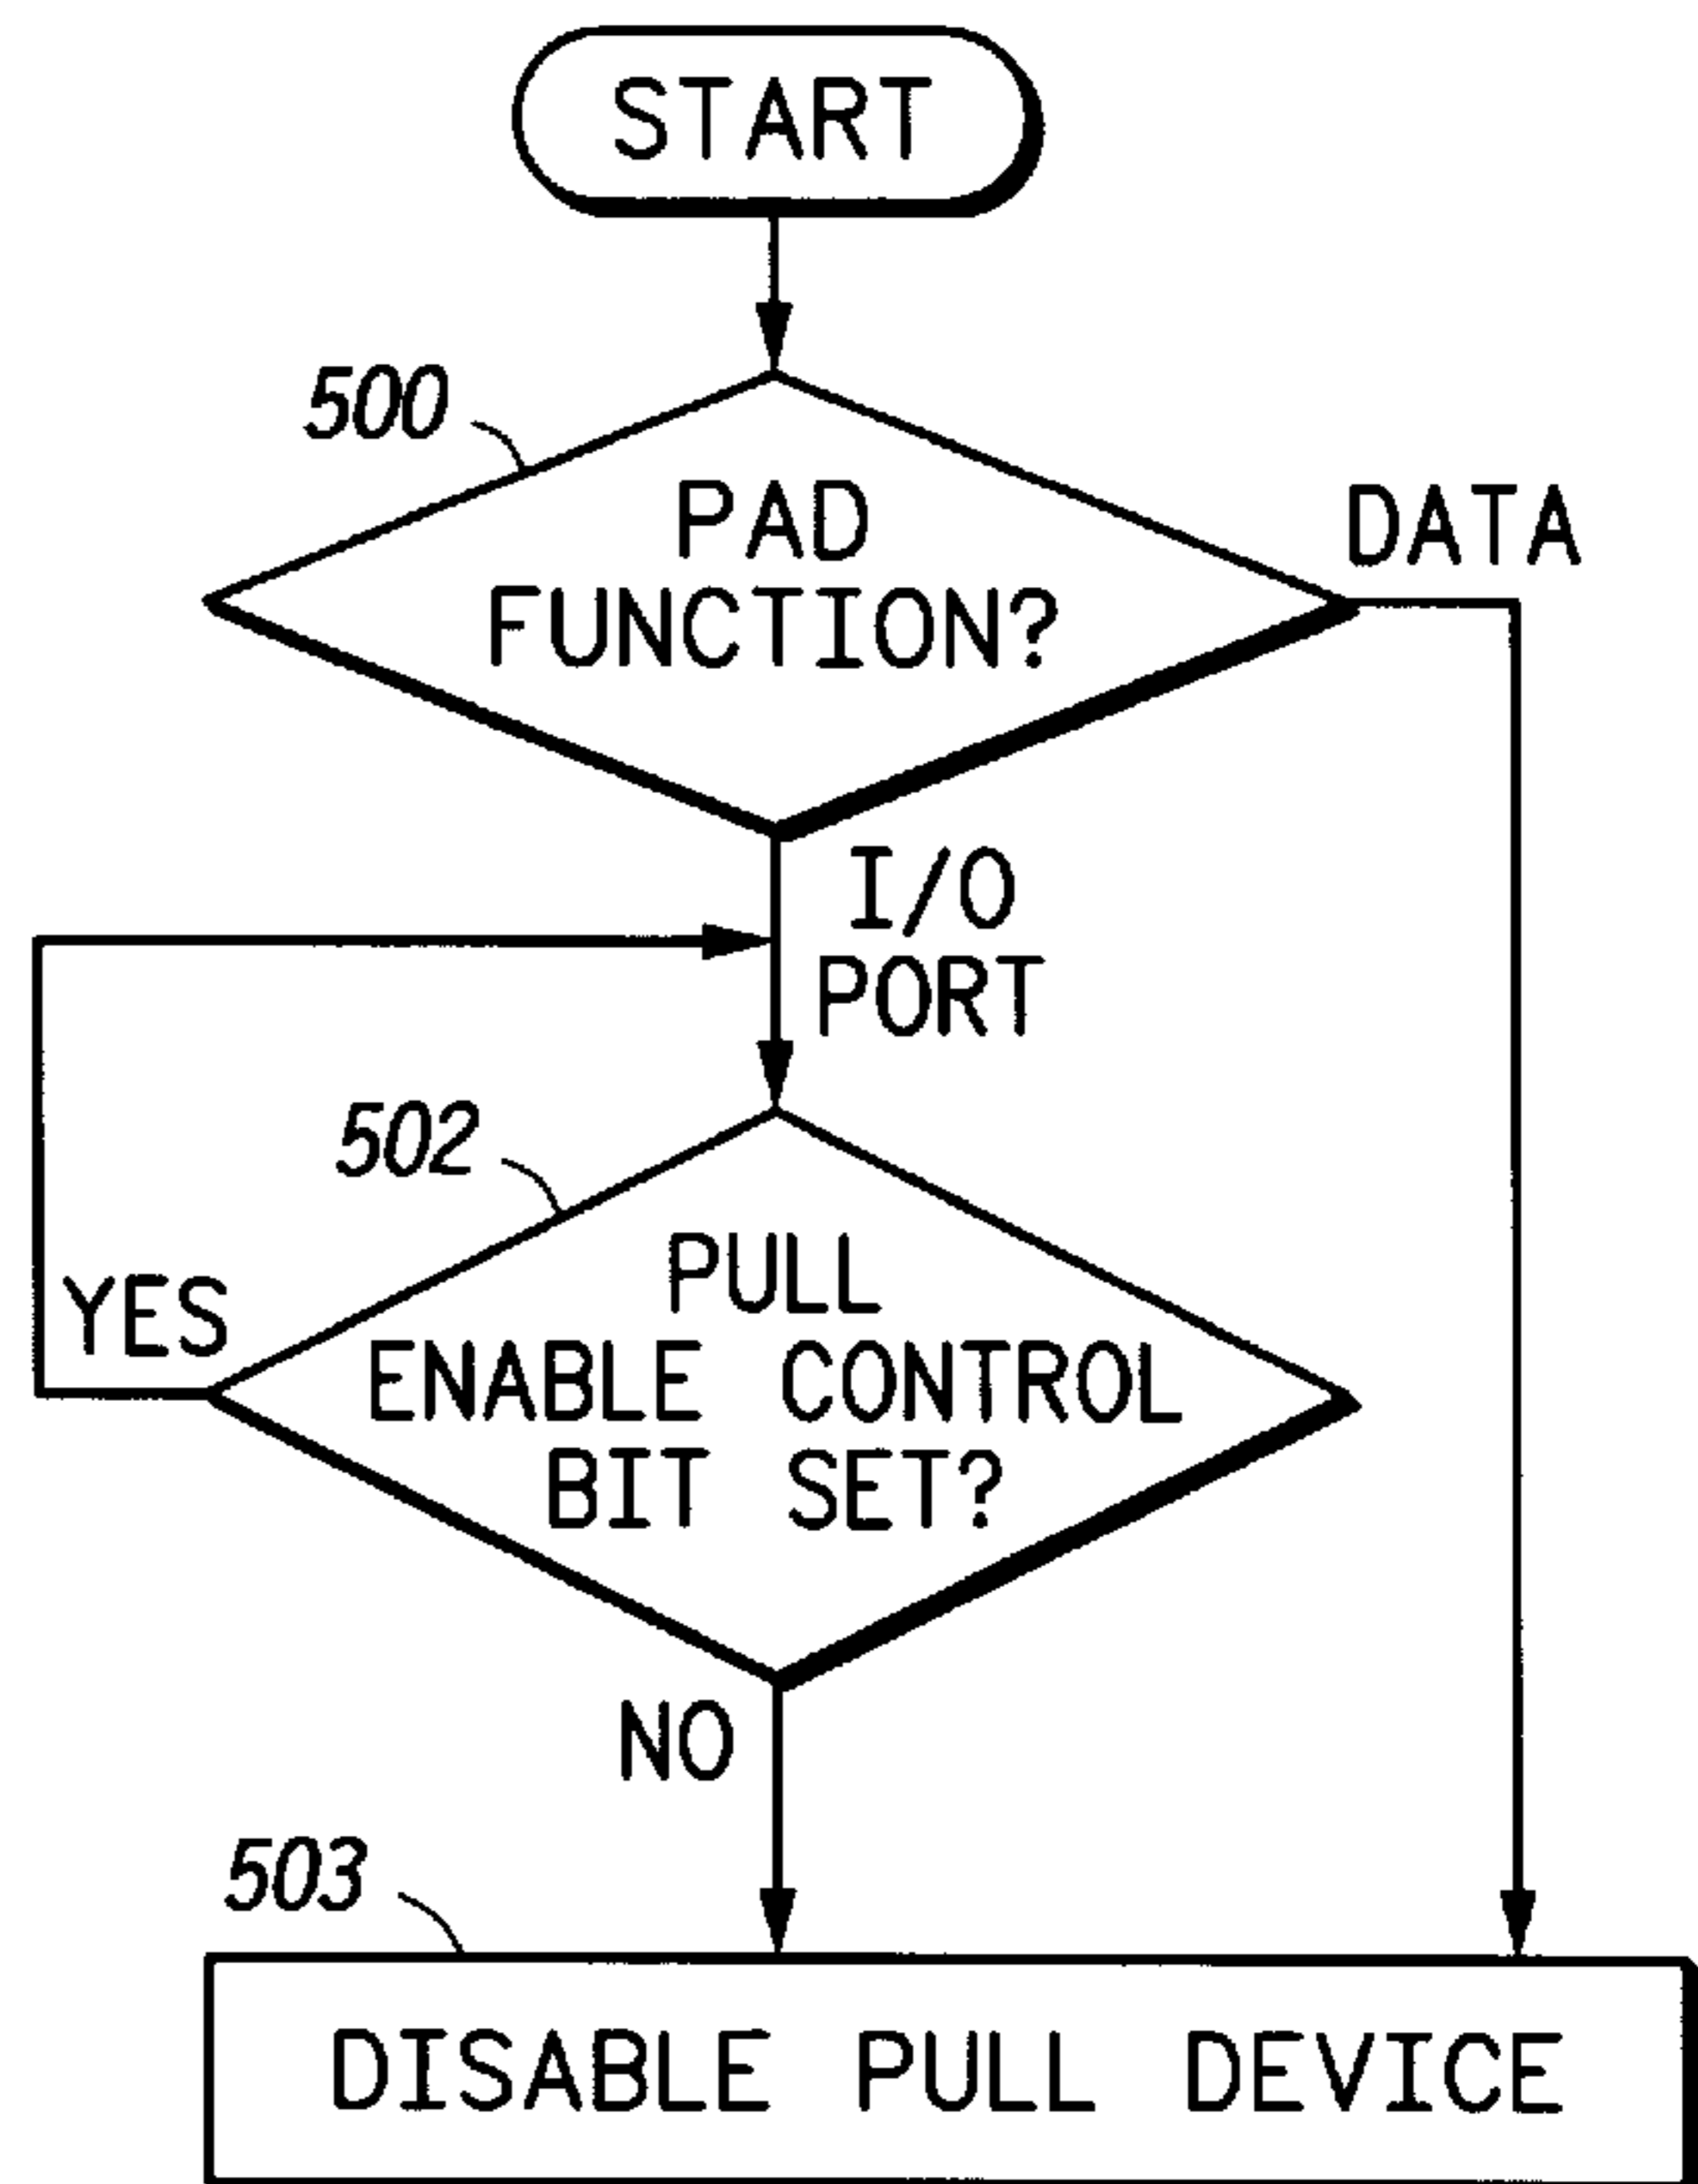 START
500
PAD
FUNCTION?
DATA
I/O
PORT
502
PULL
ENABLE CONTROL
BIT SET?
YES
NO
503
DISABLE PULL DEVICE